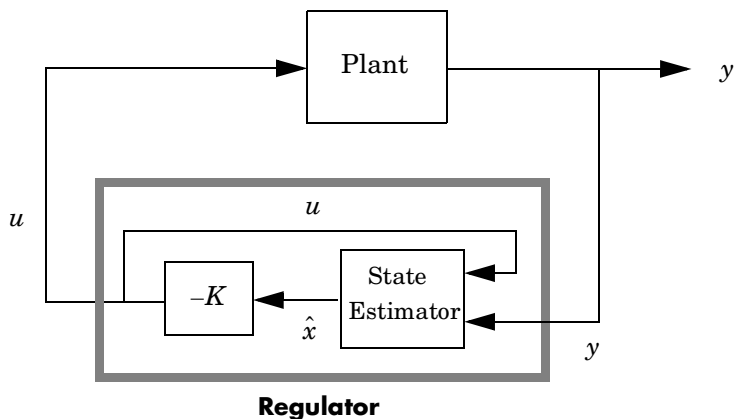 Plant
y
u
u
State
Estimator
–K
x̂
y
Regulator